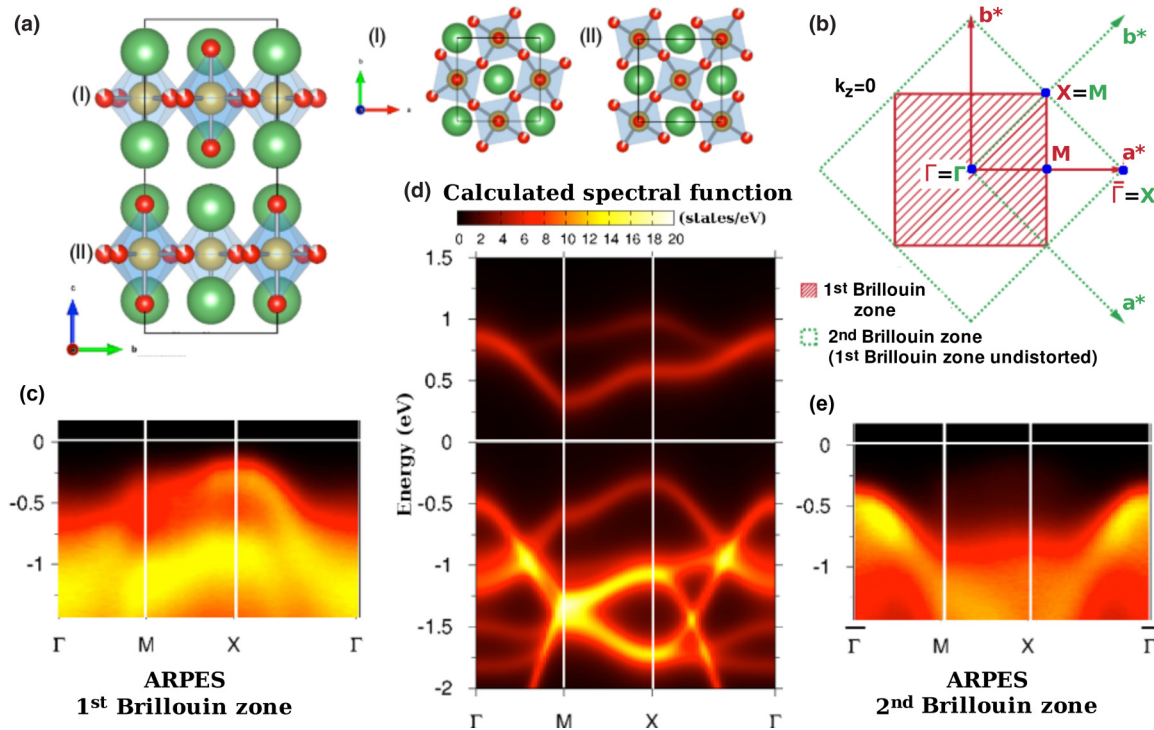 (a)
(I)
(II)
c
b
(I)
b
a
(II)
(b)
b*
b*
k_z=0
X=M
M
a*
Γ=Γ
Γ̅=X
a*
1st Brillouin
zone
2nd Brillouin zone
(1st Brillouin zone undistorted)
(c)
0
-0.5
-1
Γ
M
X
Γ
ARPES
1st Brillouin zone
(d)
Calculated spectral function
(states/eV)
0 2 4 6 8 10 12 14 16 18 20
Energy (eV)
1.5
1
0.5
0
-0.5
-1
-1.5
-2
Γ
M
X
Γ
(e)
0
-0.5
-1
Γ̅
M
X
Γ̅
ARPES
2nd Brillouin zone